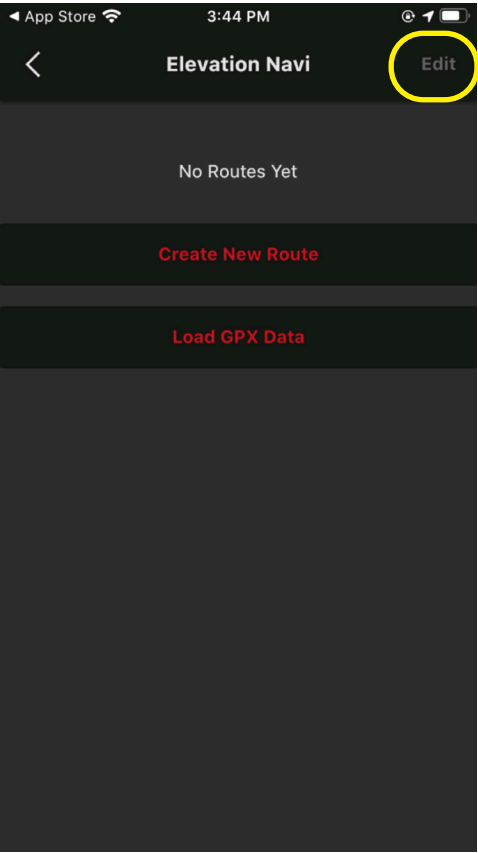 App Store 3:44 PM
Elevation Navi Edit
No Routes Yet
Create New Route
Load GPX Data